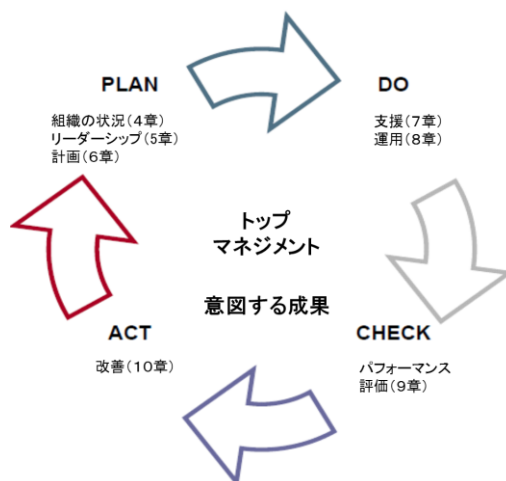 PLAN
組織の状況(4章)
リーダーシップ(5章)
計画(6章)
DO
支援(7章)
運用(8章)
トップ
マネジメント
意図する成果
ACT
改善(10章)
CHECK
パフォーマンス
評価(9章)